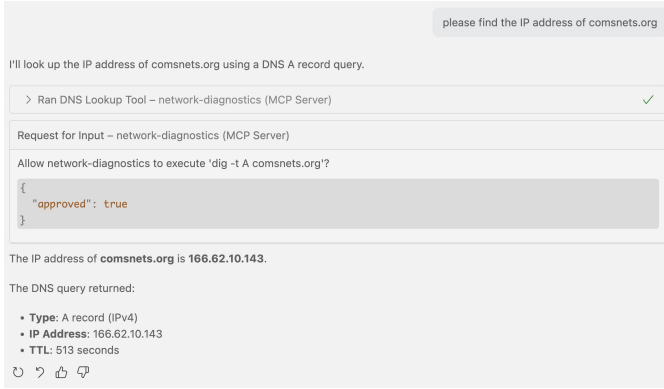 please find the IP address of comsnets.org
I'll look up the IP address of comsnets.org using a DNS A record query.
Ran DNS Lookup Tool – network-diagnostics (MCP Server)
Request for Input – network-diagnostics (MCP Server)
Allow network-diagnostics to execute 'dig -t A comsnets.org'?
{
"approved": true
}
The IP address of comsnets.org is 166.62.10.143.
The DNS query returned:
• Type: A record (IPv4)
• IP Address: 166.62.10.143
• TTL: 513 seconds